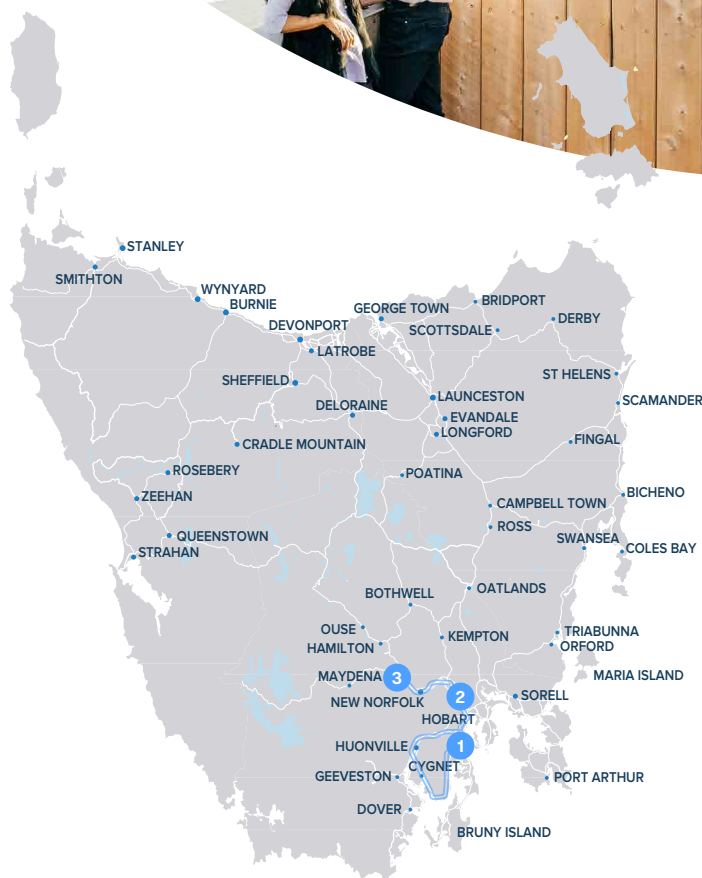 STANLEY
SMITHTON
WYNYARD
BURNIE
GEORGE TOWN
BRIDPORT
DERBY
DEVONPORT
SCOTTSDALE
LATROBE
SHEFFIELD
ST HELENS
DELORAINE
LAUNCESTON
SCAMANDER
EVANDALE
LONGFORD
CRADLE MOUNTAIN
FINGAL
ROSEBERY
POATINA
ZEEHAN
BICHENO
CAMPBELL TOWN
ROSS
QUEENSTOWN
SWANSEA
STRAHAN
COLES BAY
BOTHWELL
OATLANDS
OUSE
KEMPTON
TRIABUNNA
HAMILTON
ORFORD
MAYDENA
3
MARIA ISLAND
NEW NORFOLK
2
SORELL
HOBART
HUONVILLE
1
CYGNET
GEEVESTON
PORT ARTHUR
DOVER
BRUNY ISLAND